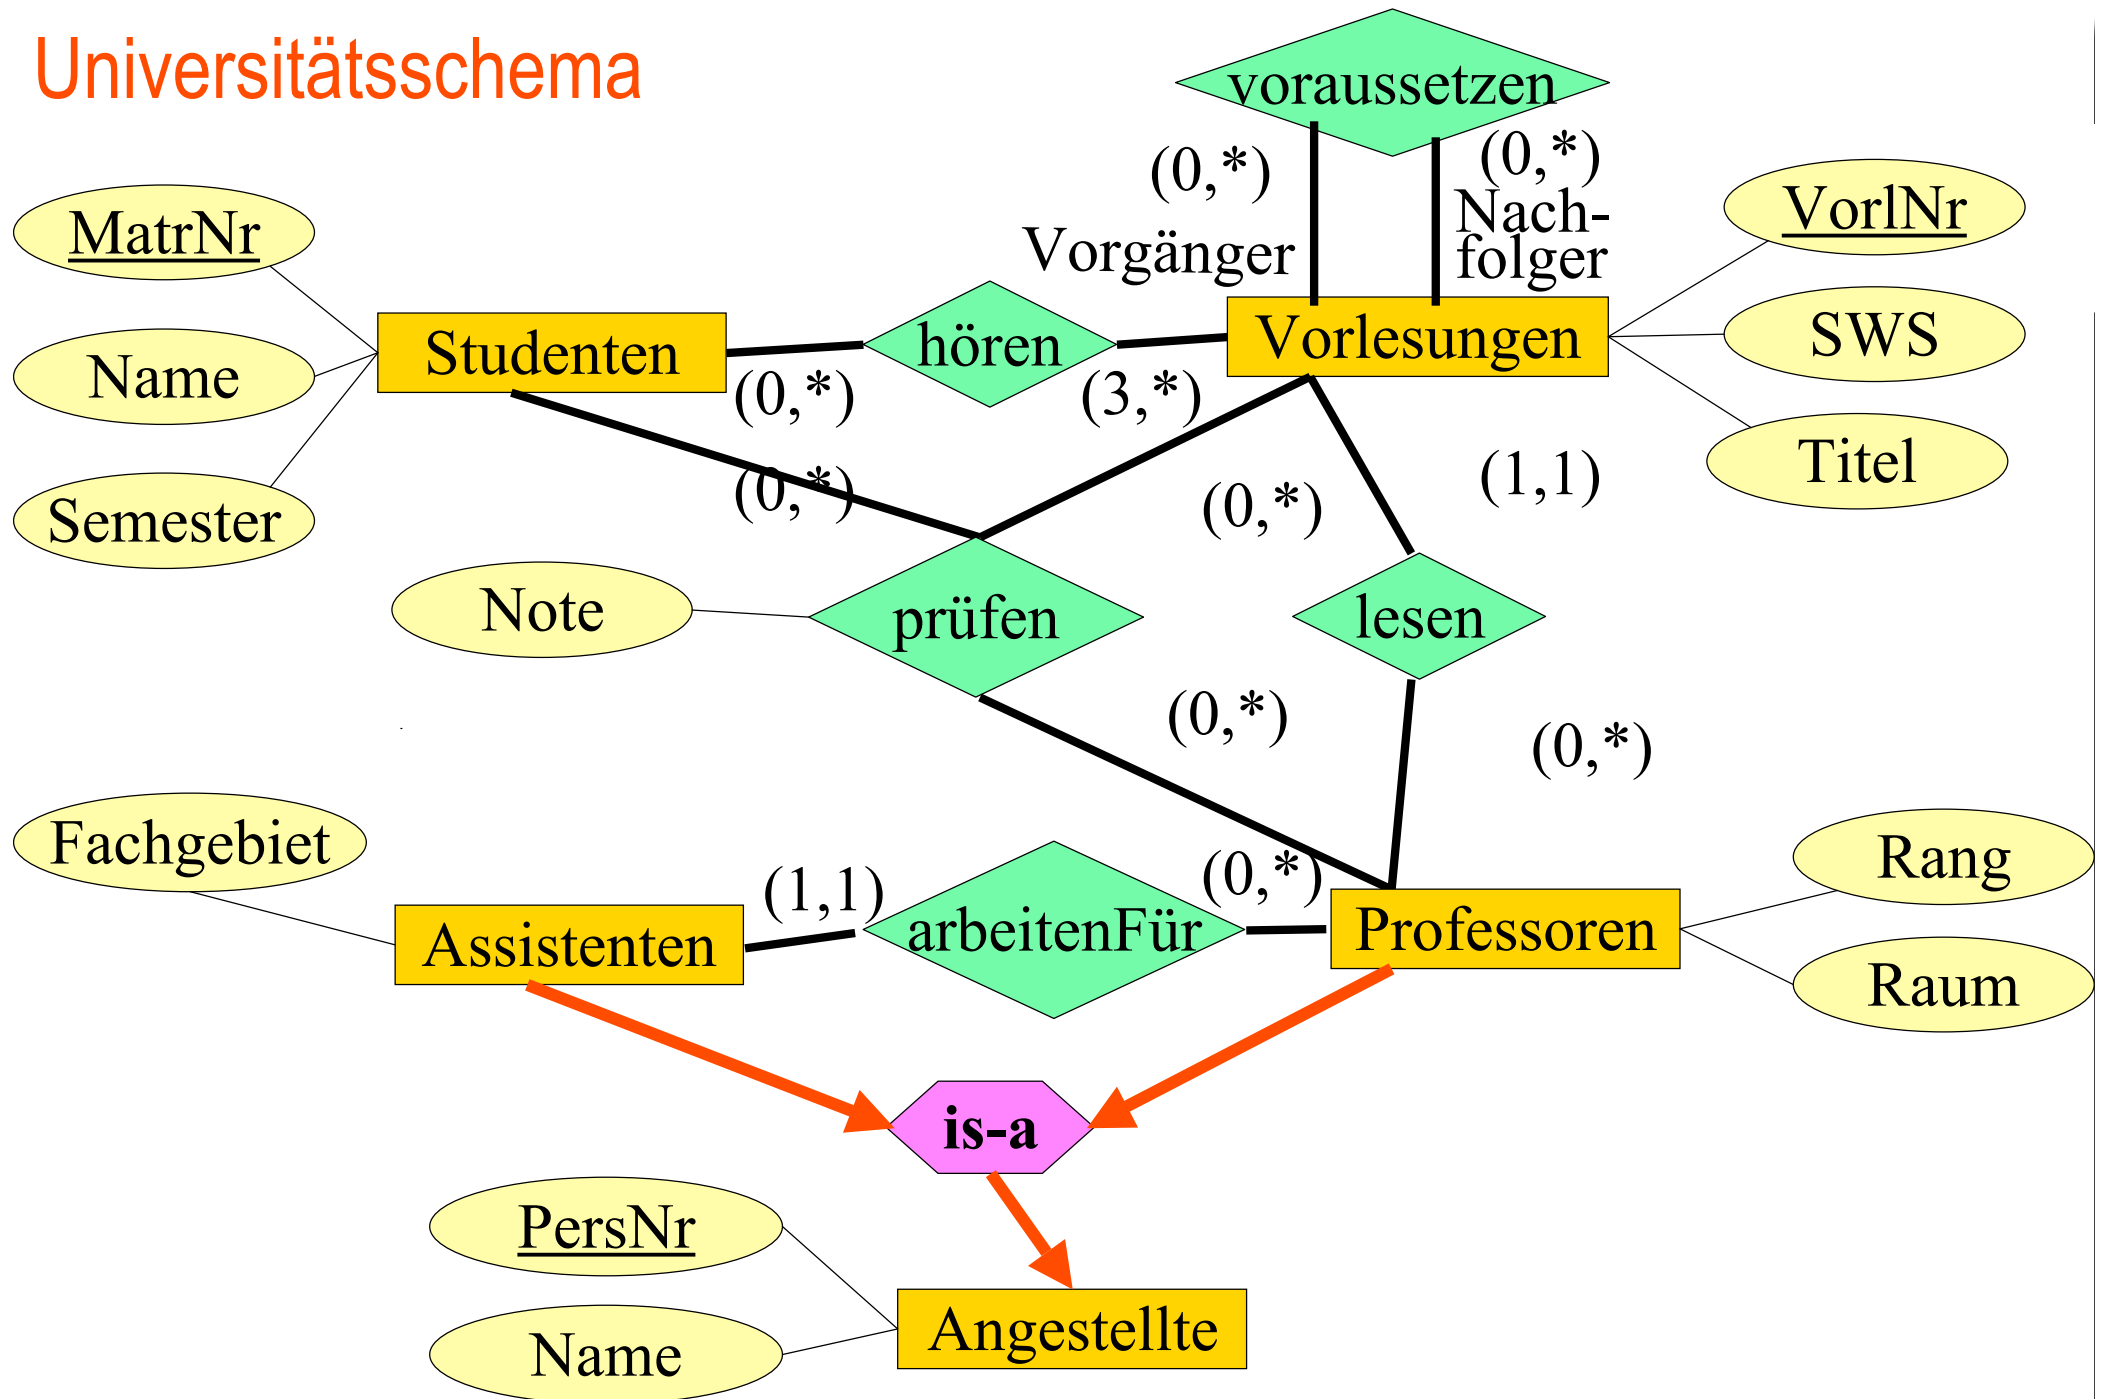 Universitätsschema
voraussetzen
(0,*)
(0,*)
Nach-
folger
Vorgänger
MatrNr
VorlNr
Studenten
hören
Vorlesungen
SWS
Name
(0,*)
(3,*)
Titel
(0,*)
(0,*)
(1,1)
Semester
Note
prüfen
lesen
(0,*)
(0,*)
Fachgebiet
(1,1)
(0,*)
Rang
Assistenten
arbeitenFür
Professoren
Raum
is-a
PersNr
Name
Angestellte